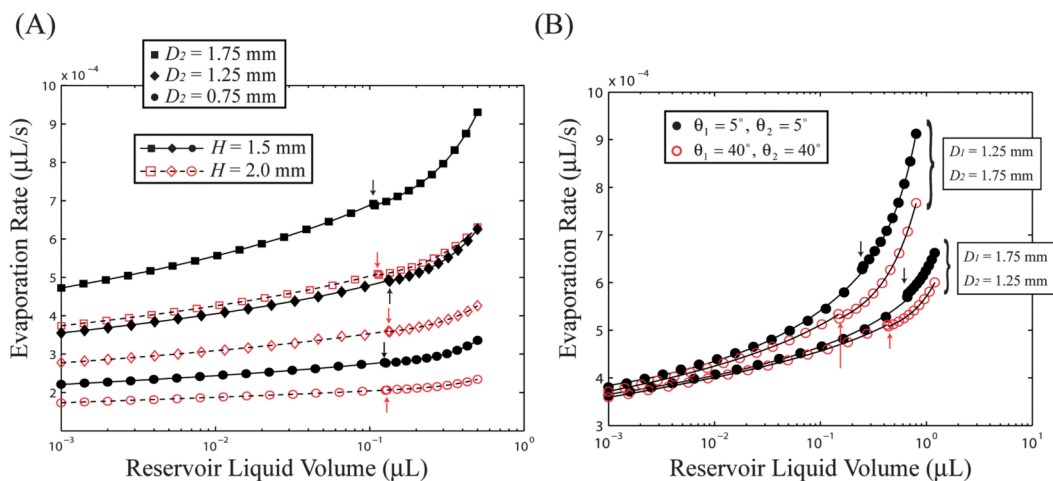 (A)
D2 = 1.75 mm
D2 = 1.25 mm
D2 = 0.75 mm
H = 1.5 mm
H = 2.0 mm
x 10⁻⁴
10
9
8
7
6
5
4
3
2
10⁻³
10⁻²
10⁻¹
10⁰
Evaporation Rate (μL/s)
Reservoir Liquid Volume (μL)
(B)
θ₁ = 5°, θ₂ = 5°
θ₁ = 40°, θ₂ = 40°
D1 = 1.25 mm
D2 = 1.75 mm
D1 = 1.75 mm
D2 = 1.25 mm
x 10⁻⁴
10
9
8
7
6
5
4
3
10⁻³
10⁻²
10⁻¹
10⁰
10¹
Evaporation Rate (μL/s)
Reservoir Liquid Volume (μL)